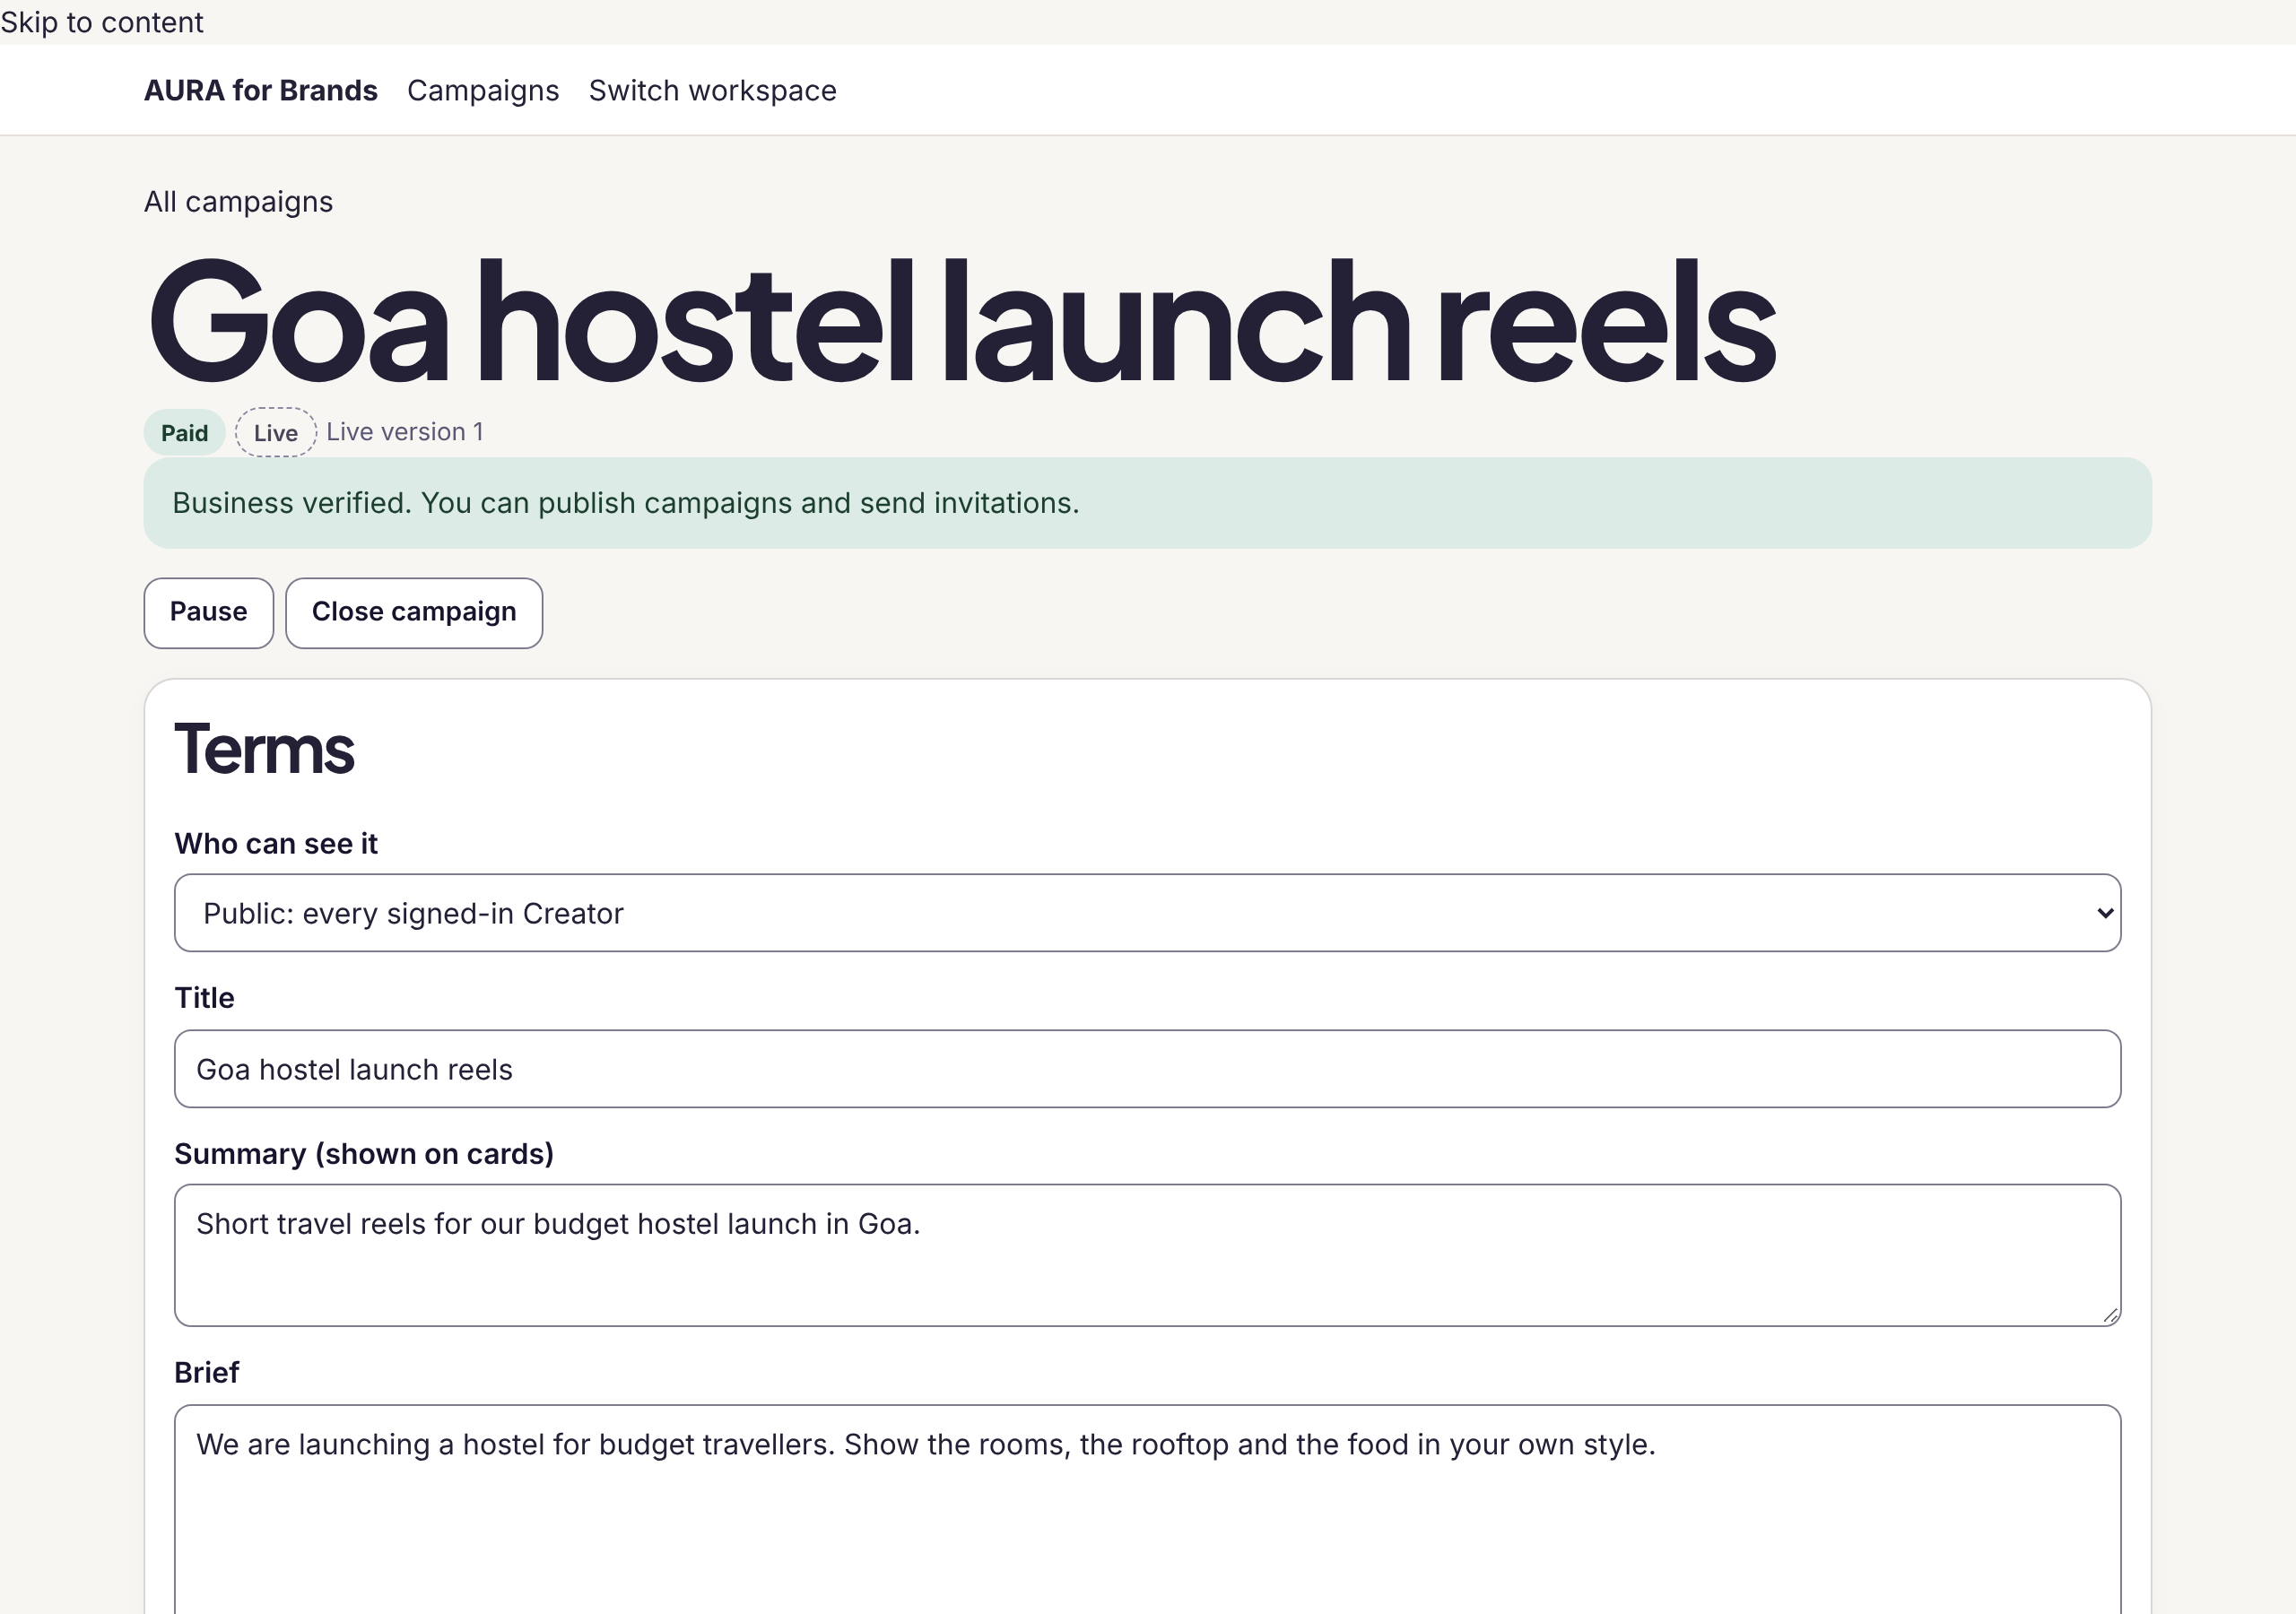 Skip to content
AURA for Brands Campaigns Switch workspace
All campaigns
Goa hostel launch reels
Paid Live Live version 1
Business verified. You can publish campaigns and send invitations.
Pause Close campaign
Terms
Who can see it
Public: every signed-in Creator
Title
Goa hostel launch reels
Summary (shown on cards)
Short travel reels for our budget hostel launch in Goa.
Brief
We are launching a hostel for budget travellers. Show the rooms, the rooftop and the food in your own style.